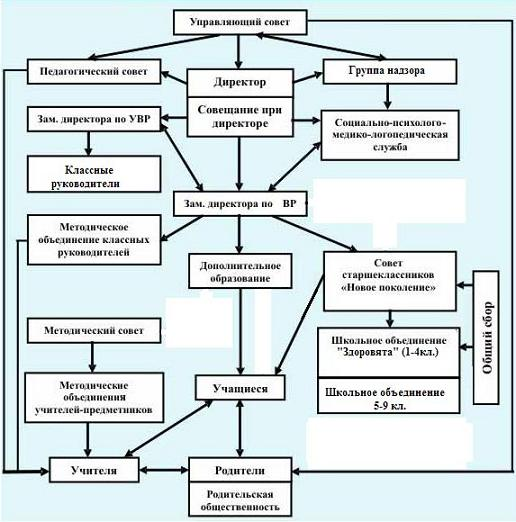 Управляющий совет
Педагогический совет
Директор
Группа надзора
Совещание при
директоре
Зам. директора по УВР
Социально-психолого-
медико-логопедическая
служба
Классные
руководители
Зам. директора по ВР
Методическое
объединение классных
руководителей
Дополнительное
образование
Совет
старшеклассников
«Новое поколение»
Общий сбор
Методический совет
Школьное объединение
"Здоровята" (1-4кл.)
Методические
объединения
учителей-предметников
Учащиеся
Школьное объединение
5-9 кл.
Учителя
Родители
Родительская
общественность